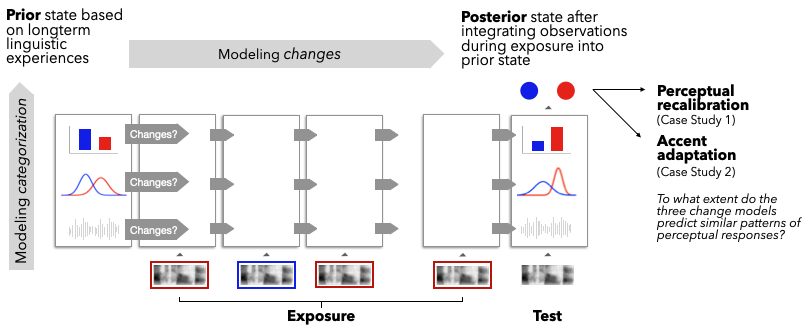 Prior state based
on longterm
linguistic
experiences
Modeling changes
Posterior state after
integrating observations
during exposure into
prior state
Modeling categorization
Changes?
Changes?
Changes?
Perceptual
recalibration
(Case Study 1)
Accent
adaptation
(Case Study 2)
To what extent do the
three change models
predict similar patterns of
perceptual responses?
Exposure
Test